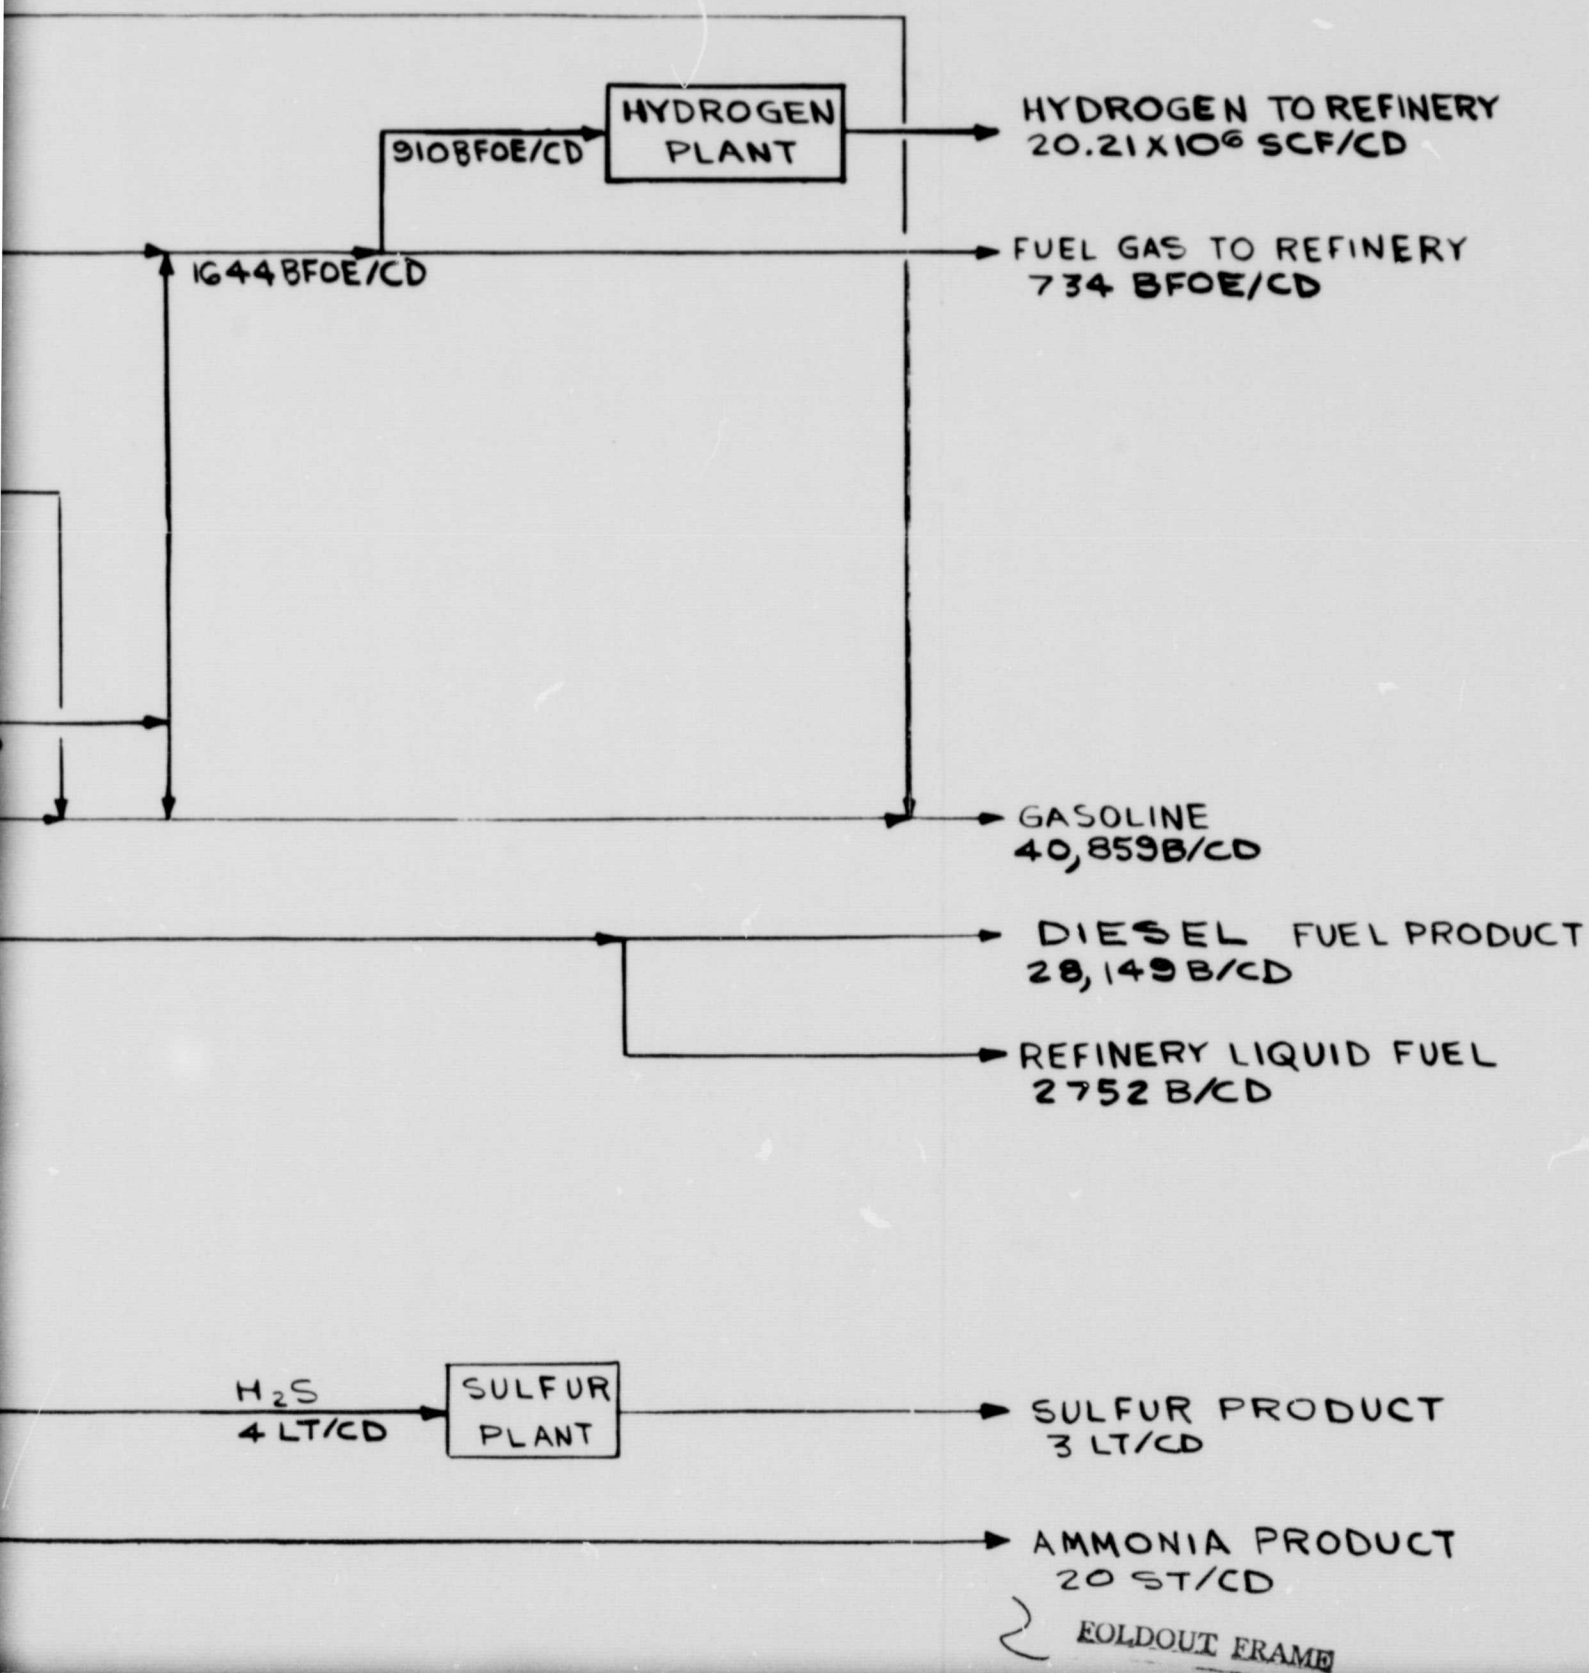 HYDROGEN
PLANT
910 BFOE/CD
HYDROGEN TO REFINERY
20.21 X 10⁶ SCF/CD
1644 BFOE/CD
FUEL GAS TO REFINERY
734 BFOE/CD
GASOLINE
40,859 B/CD
DIESEL FUEL PRODUCT
28,149 B/CD
REFINERY LIQUID FUEL
2752 B/CD
H₂S
4 LT/CD
SULFUR
PLANT
SULFUR PRODUCT
3 LT/CD
AMMONIA PRODUCT
20 ST/CD
2 FOLDOUT FRAME